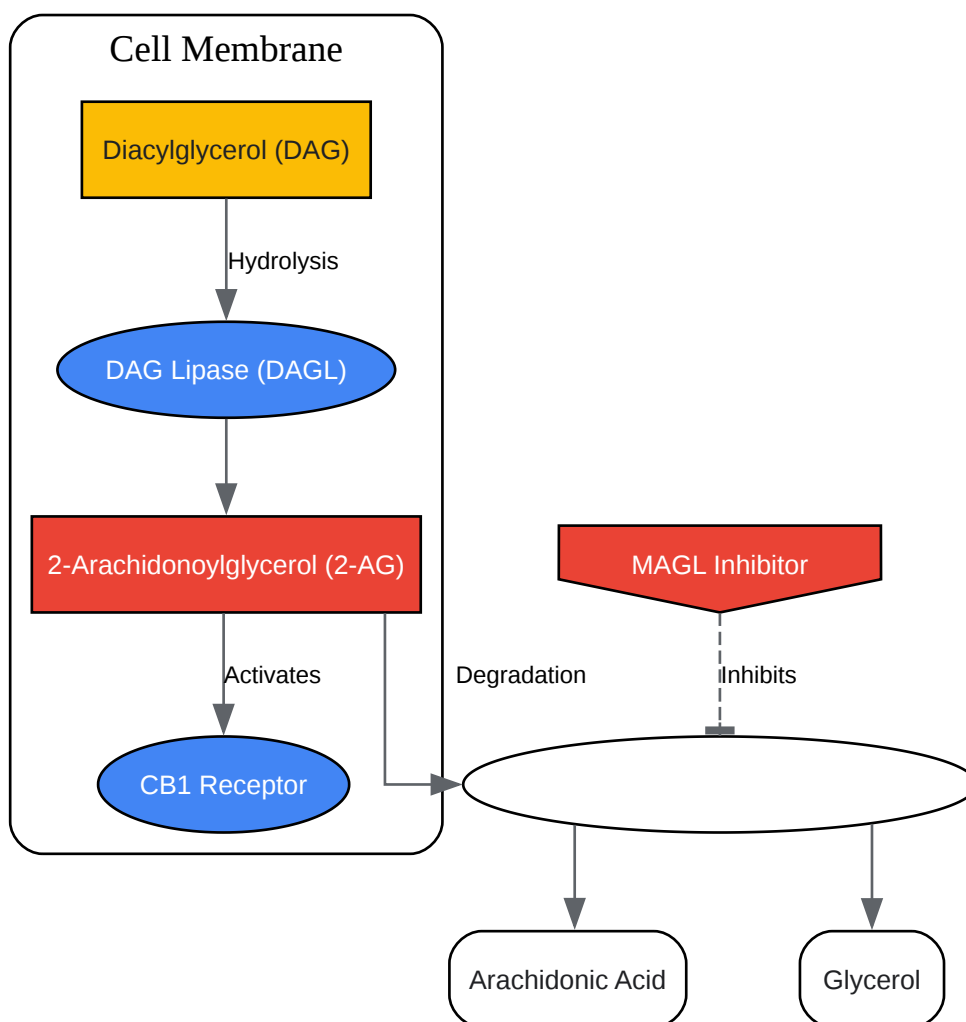 Cell Membrane
Diacylglycerol (DAG)
Hydrolysis
DAG Lipase (DAGL)
2-Arachidonoylglycerol (2-AG)
MAGL Inhibitor
Activates
Degradation
Inhibits
CB1 Receptor
Arachidonic Acid
Glycerol